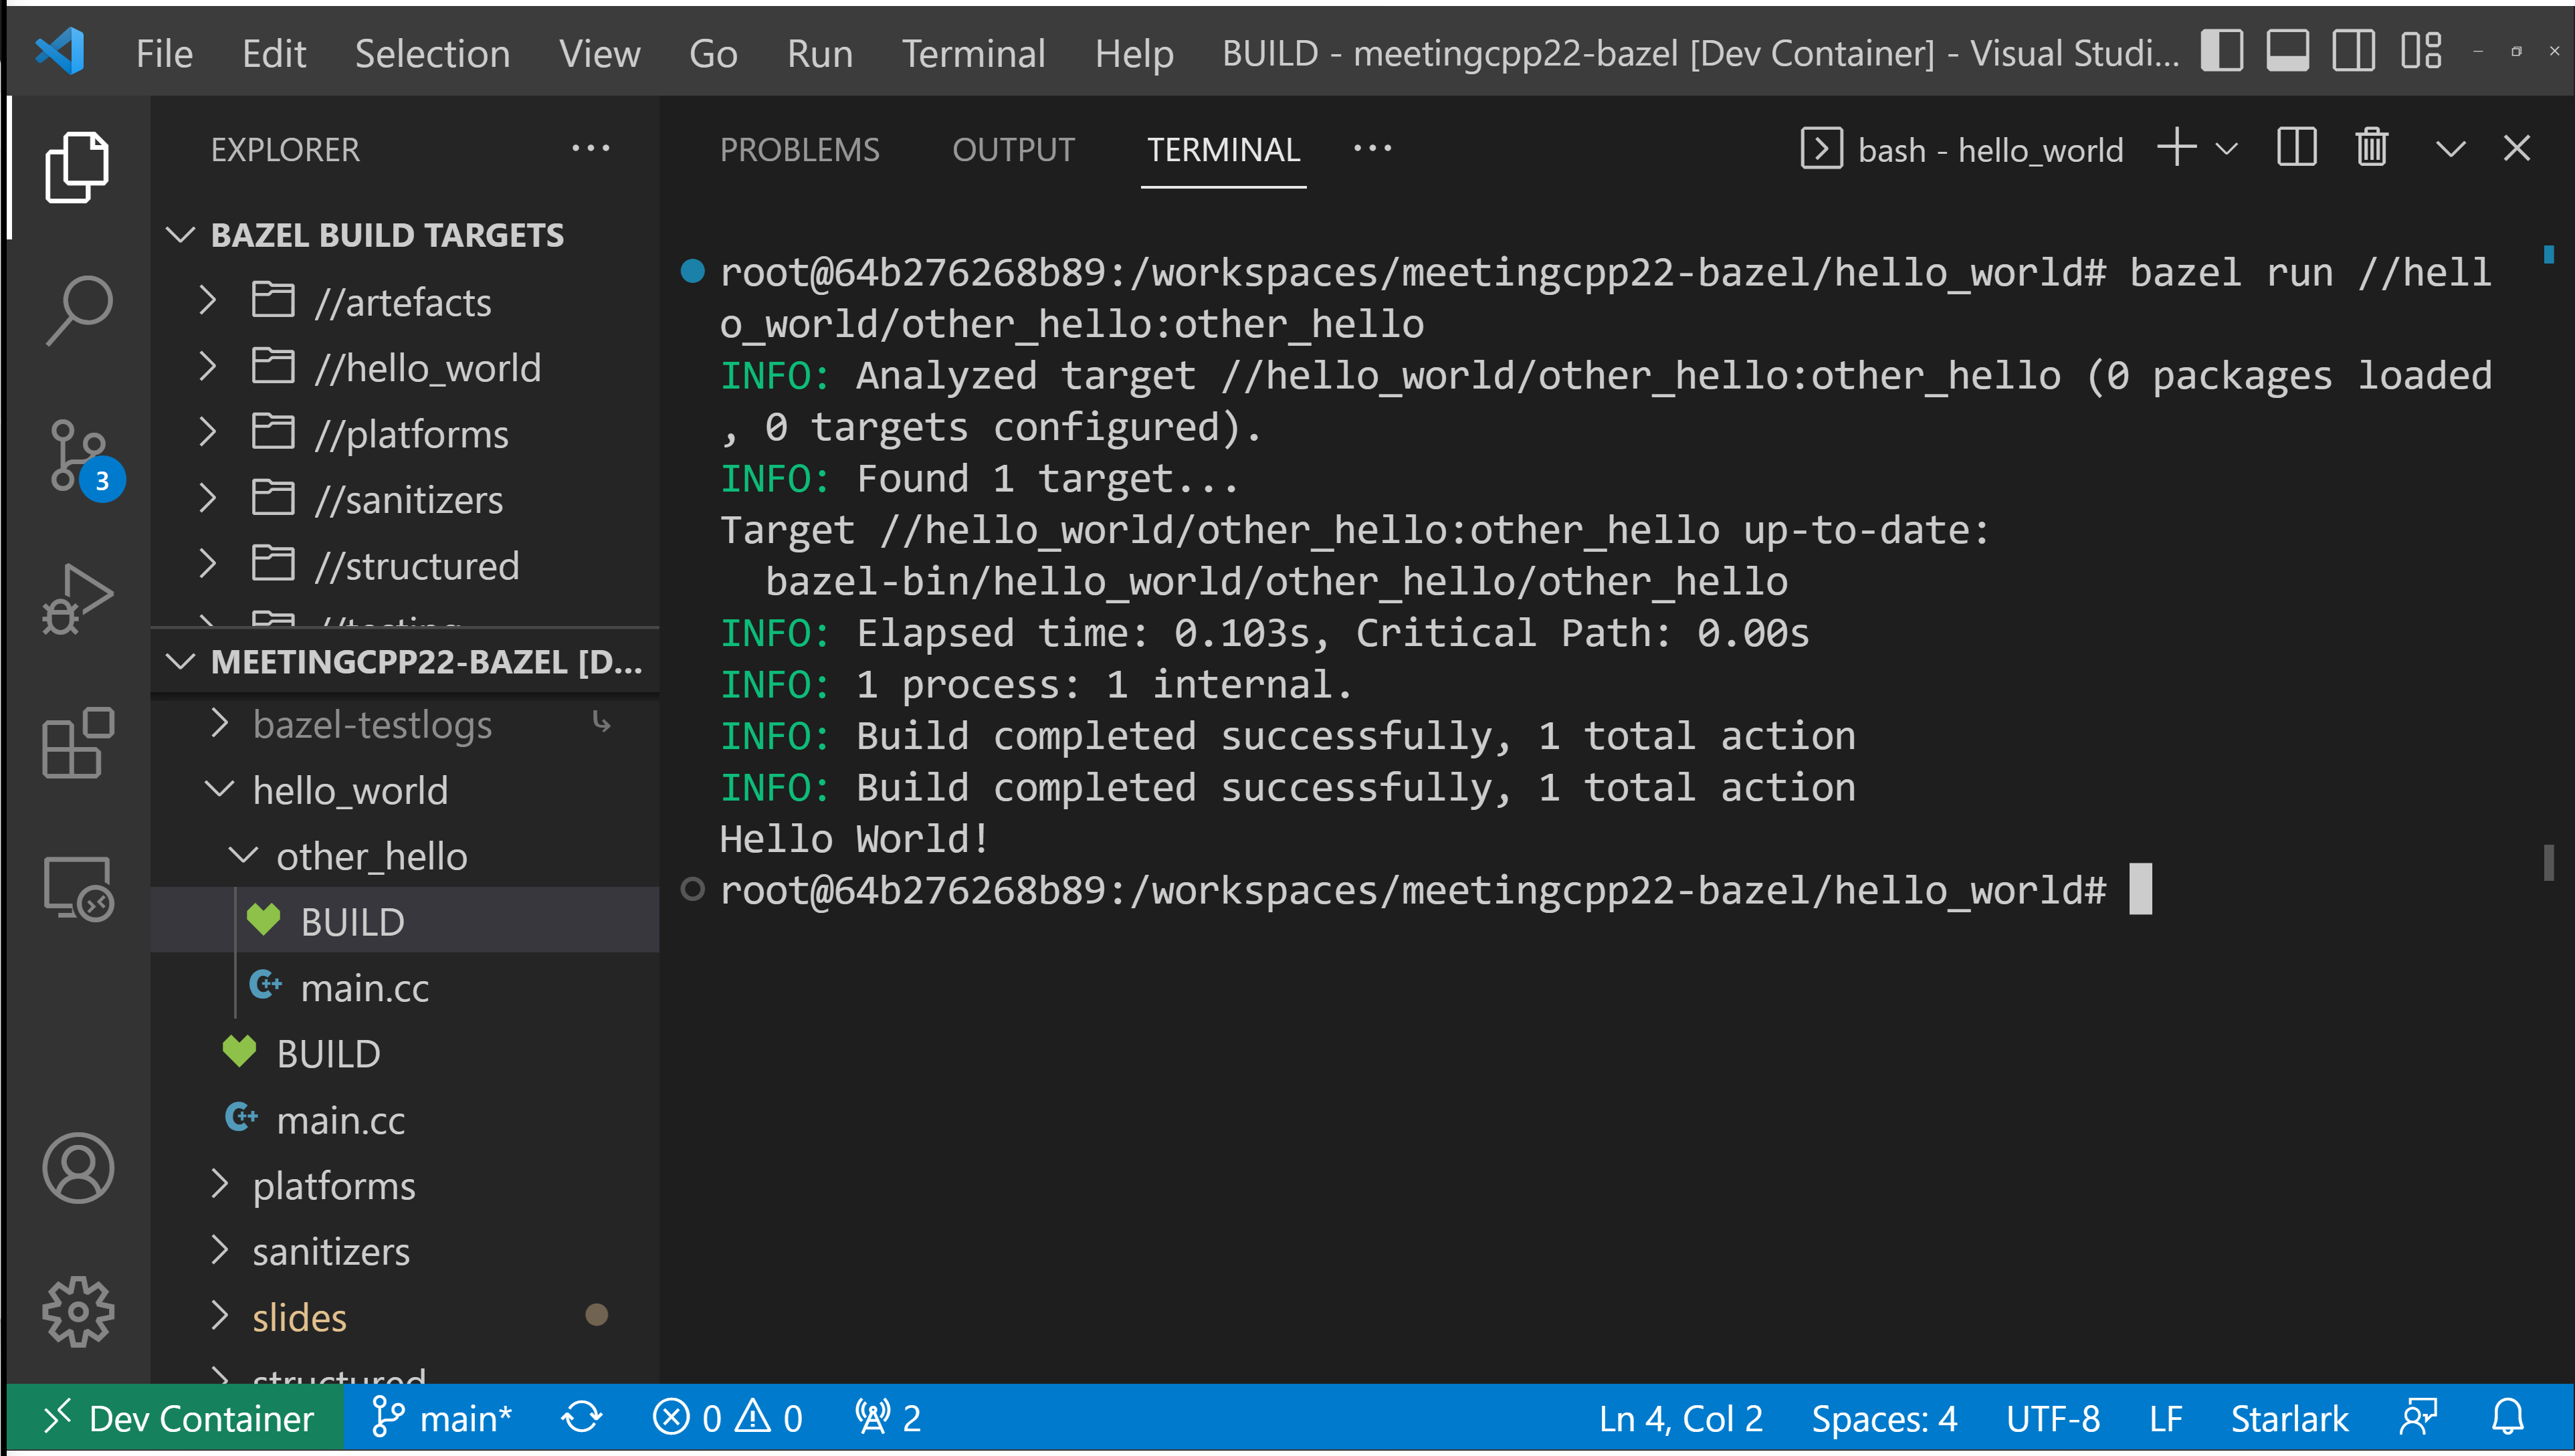 File Edit Selection View Go Run Terminal Help BUILD - meetingcpp22-bazel [Dev Container] - Visual Studi...
EXPLORER
BAZEL BUILD TARGETS
//artefacts
//hello_world
//platforms
//sanitizers
//structured
//testing
MEETINGCPP22-BAZEL [D...
bazel-testlogs
hello_world
other_hello
BUILD
main.cc
BUILD
main.cc
platforms
sanitizers
slides
structured
3
PROBLEMS OUTPUT TERMINAL ... bash - hello_world
root@64b276268b89:/workspaces/meetingcpp22-bazel/hello_world# bazel run //hell
o_world/other_hello:other_hello
INFO: Analyzed target //hello_world/other_hello:other_hello (0 packages loaded
, 0 targets configured).
INFO: Found 1 target...
Target //hello_world/other_hello:other_hello up-to-date:
  bazel-bin/hello_world/other_hello/other_hello
INFO: Elapsed time: 0.103s, Critical Path: 0.00s
INFO: 1 process: 1 internal.
INFO: Build completed successfully, 1 total action
INFO: Build completed successfully, 1 total action
Hello World!
root@64b276268b89:/workspaces/meetingcpp22-bazel/hello_world#
Dev Container main* 0 0 2 Ln 4, Col 2 Spaces: 4 UTF-8 LF Starlark